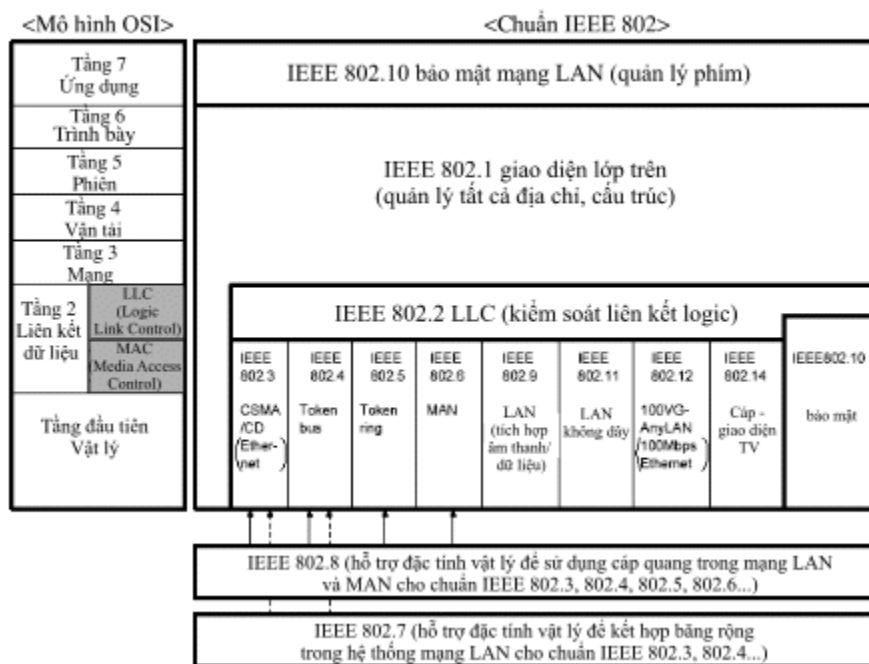 <Mô hình OSI>
<Chuẩn IEEE 802>
Tầng 7
Ứng dụng
Tầng 6
Trình bày
Tầng 5
Phiên
Tầng 4
Vận tải
Tầng 3
Mạng
Tầng 2
Liên kết
dữ liệu
LLC
(Logic
Link Control)
MAC
(Media Access
Control)
Tầng đầu tiên
Vật lý
IEEE 802.10 bảo mật mạng LAN (quản lý phím)
IEEE 802.1 giao diện lớp trên
(quản lý tất cả địa chỉ, cấu trúc)
IEEE 802.2 LLC (kiểm soát liên kết logic)
IEEE
802.3
CSMA
/CD
(Ether-
net)
IEEE
802.4
Token
bus
IEEE
802.5
Token
ring
IEEE
802.6
MAN
IEEE
802.9
LAN
(tích hợp
âm thanh/
dữ liệu)
IEEE
802.11
LAN
không dây
IEEE
802.12
100VG-
AnyLAN
(100Mbps
Ethernet)
IEEE
802.14
Cáp -
giao diện
TV
IEEE802.10
bảo mật
IEEE 802.8 (hỗ trợ đặc tính vật lý để sử dụng cáp quang trong mạng LAN
và MAN cho chuẩn IEEE 802.3, 802.4, 802.5, 802.6...)
IEEE 802.7 (hỗ trợ đặc tính vật lý để kết hợp băng rộng
trong hệ thống mạng LAN cho chuẩn IEEE 802.3, 802.4...)